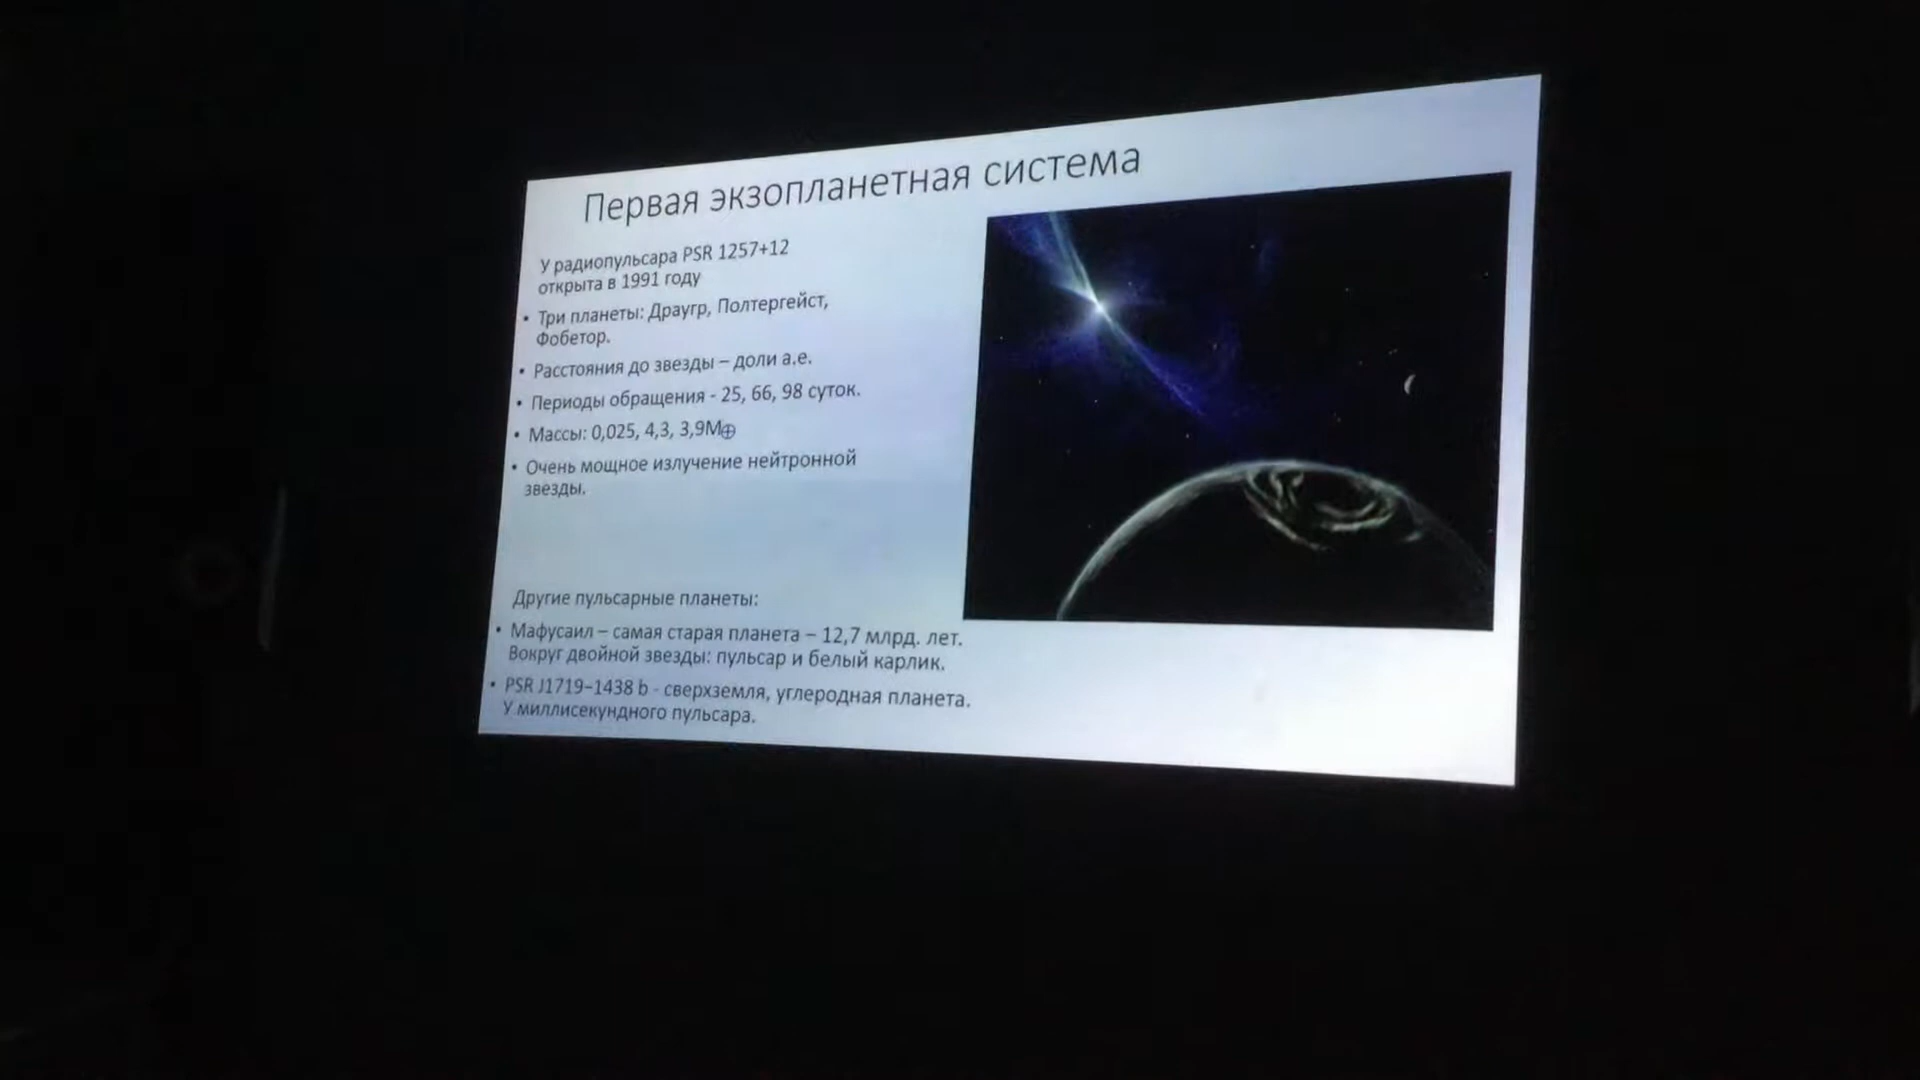 Первая экзопланетная система
У радиопульсара PSR 1257+12
открыта в 1991 году
• Три планеты: Драугр, Полтергейст,
Фобетор.
• Расстояния до звезды – доли а.е.
• Периоды обращения - 25, 66, 98 суток.
• Массы: 0,025, 4,3, 3,9M⊕
• Очень мощное излучение нейтронной
звезды.
Другие пульсарные планеты:
• Мафусаил – самая старая планета – 12,7 млрд. лет.
Вокруг двойной звезды: пульсар и белый карлик.
• PSR J1719−1438 b - сверхземля, углеродная планета.
У миллисекундного пульсара.